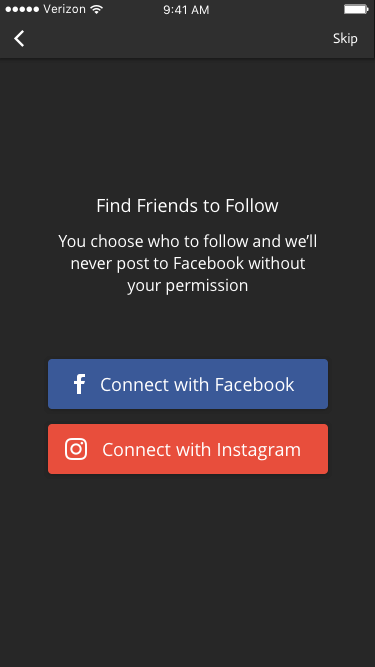 Verizon 9:41 AM
Skip
Find Friends to Follow
You choose who to follow and we’ll
never post to Facebook without
your permission
Connect with Facebook
Connect with Instagram